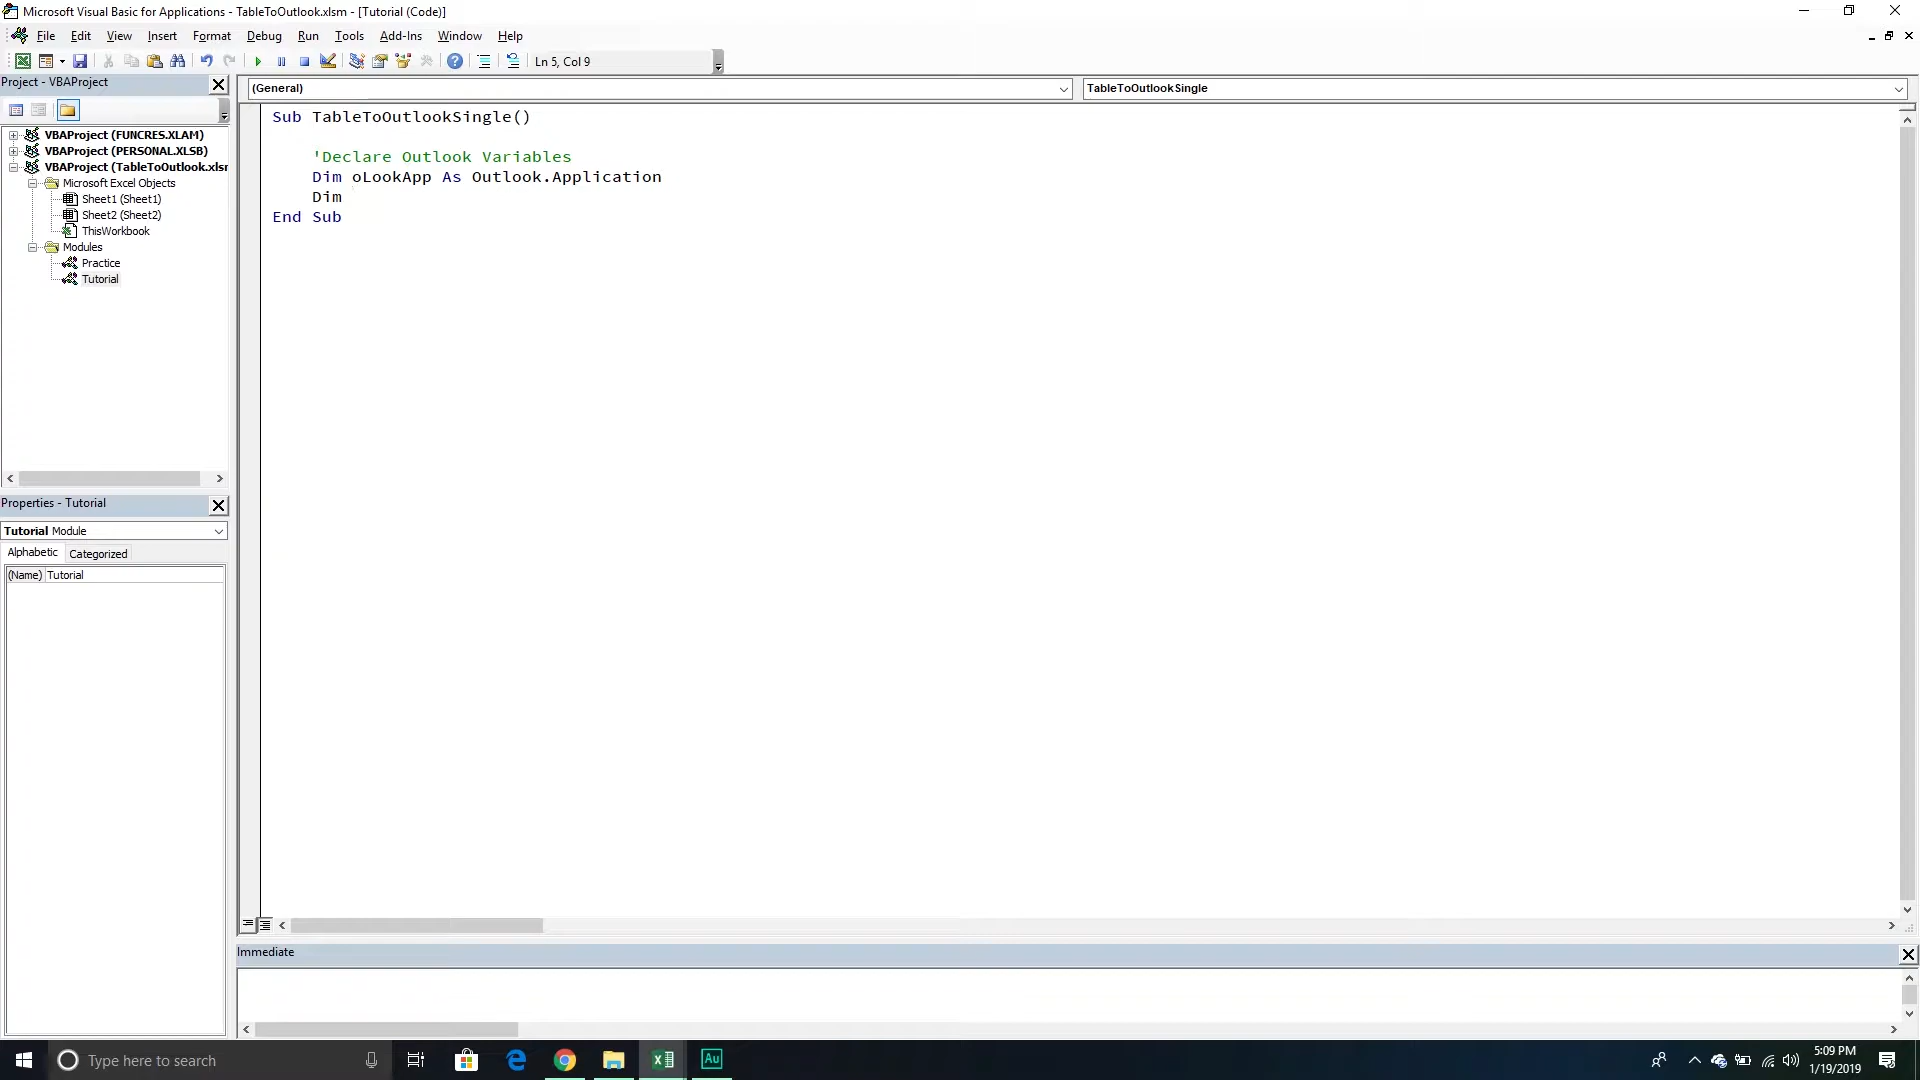 Microsoft Visual Basic for Applications - TableToOutlook.xlsm - [Tutorial (Code)]
File Edit View Insert Format Debug Run Tools Add-Ins Window Help
Ln 5, Col 9
Project - VBAProject
(General)
TableToOutlookSingle
VBAProject (FUNCRES.XLAM)
VBAProject (PERSONAL.XLSB)
VBAProject (TableToOutlook.xlsm
Microsoft Excel Objects
Sheet1 (Sheet1)
Sheet2 (Sheet2)
ThisWorkbook
Modules
Practice
Tutorial
Sub TableToOutlookSingle()
'Declare Outlook Variables
Dim oLookApp As Outlook.Application
Dim
End Sub
Properties - Tutorial
Tutorial Module
Alphabetic Categorized
(Name) Tutorial
Immediate
Type here to search
Au
5:09 PM
1/19/2019